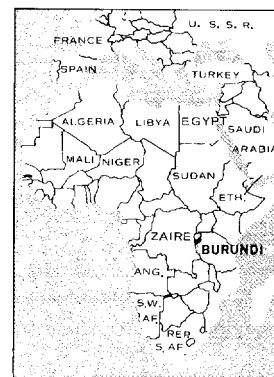 U. S. S. R.
FRANCE
SPAIN
TURKEY
ALGERIA
LIBYA
EGYPT
SAUDI
ARABIA
MALI
NIGER
SUDAN
ETH.
ZAIRE
BURUNDI
ANG.
S.W.
AF.
REP.
S. AF.